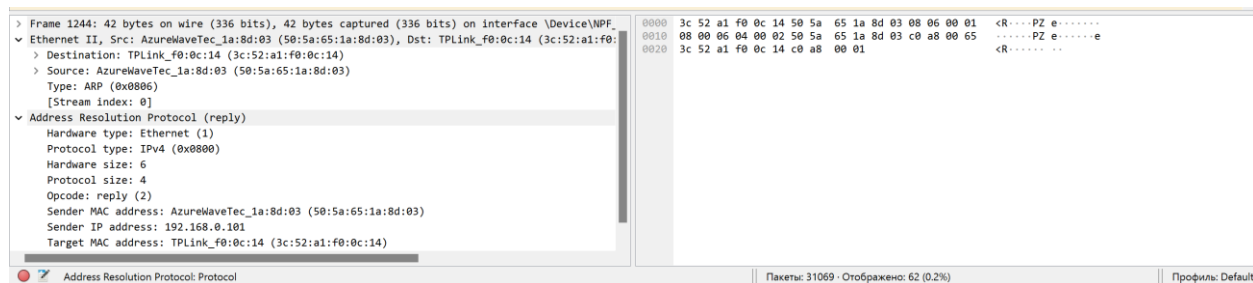 > Frame 1244: 42 bytes on wire (336 bits), 42 bytes captured (336 bits) on interface \Device\NPF_
Ethernet II, Src: AzureWaveTec_1a:8d:03 (50:5a:65:1a:8d:03), Dst: TPLink_f0:0c:14 (3c:52:a1:f0:
> Destination: TPLink_f0:0c:14 (3c:52:a1:f0:0c:14)
> Source: AzureWaveTec_1a:8d:03 (50:5a:65:1a:8d:03)
Type: ARP (0x0806)
[Stream index: 0]
Address Resolution Protocol (reply)
Hardware type: Ethernet (1)
Protocol type: IPv4 (0x0800)
Hardware size: 6
Protocol size: 4
Opcode: reply (2)
Sender MAC address: AzureWaveTec_1a:8d:03 (50:5a:65:1a:8d:03)
Sender IP address: 192.168.0.101
Target MAC address: TPLink_f0:0c:14 (3c:52:a1:f0:0c:14)
0000 3c 52 a1 f0 0c 14 50 5a 65 1a 8d 03 08 06 00 01 <R····PZ e·······
0010 08 00 06 04 00 02 50 5a 65 1a 8d 03 c0 a8 00 65 ······PZ e······e
0020 3c 52 a1 f0 0c 14 c0 a8 00 01 <R······ ··
Address Resolution Protocol: Protocol
Пакеты: 31069 · Отображено: 62 (0.2%)
Профиль: Default